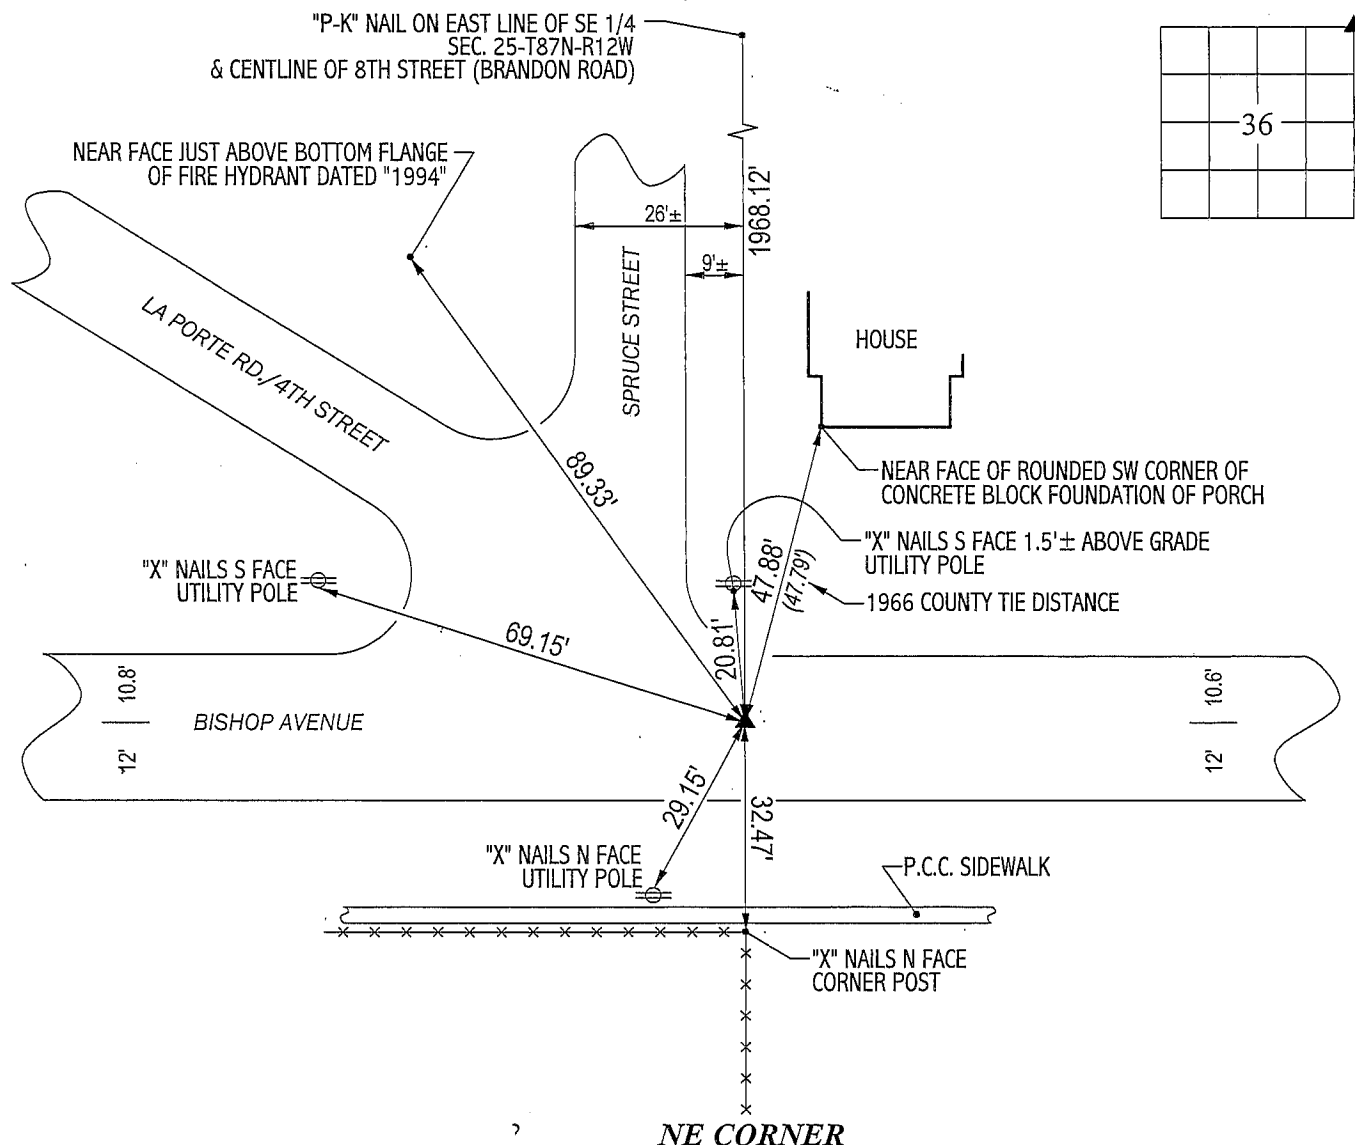 "P-K" NAIL ON EAST LINE OF SE 1/4
SEC. 25-T87N-R12W
& CENTLINE OF 8TH STREET (BRANDON ROAD)
36
NEAR FACE JUST ABOVE BOTTOM FLANGE
OF FIRE HYDRANT DATED "1994"
26'±
1968.12'
9'±
LA PORTE RD./4TH STREET
SPRUCE STREET
HOUSE
89.33'
NEAR FACE OF ROUNDED SW CORNER OF
CONCRETE BLOCK FOUNDATION OF PORCH
"X" NAILS S FACE 1.5'± ABOVE GRADE
UTILITY POLE
47.88'
(47.79')
1966 COUNTY TIE DISTANCE
"X" NAILS S FACE
UTILITY POLE
69.15'
20.81'
10.8'
12'
BISHOP AVENUE
10.6'
12'
29.15'
32.47'
"X" NAILS N FACE
UTILITY POLE
P.C.C. SIDEWALK
"X" NAILS N FACE
CORNER POST
NE CORNER